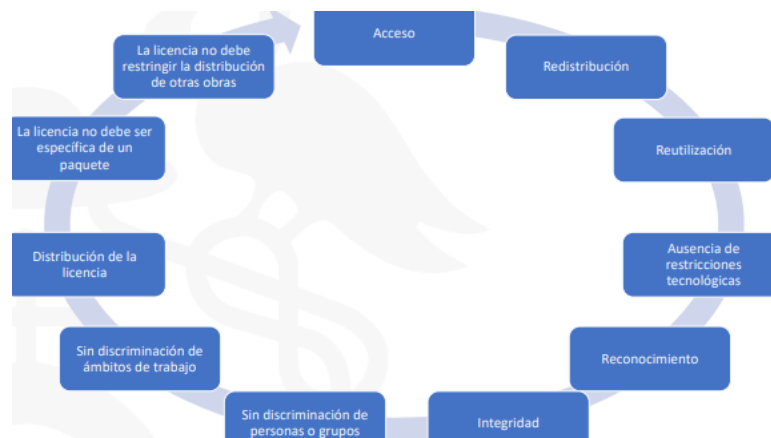 Acceso
Redistribución
Reutilización
Ausencia de
restricciones
tecnológicas
Reconocimiento
Integridad
Sin discriminación de
personas o grupos
Sin discriminación de
ámbitos de trabajo
Distribución de la
licencia
La licencia no debe ser
específica de un
paquete
La licencia no debe
restringir la distribución
de otras obras